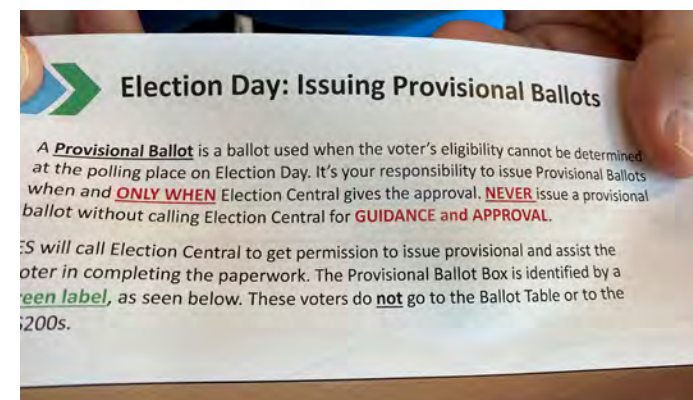 Election Day: Issuing Provisional Ballots
A Provisional Ballot is a ballot used when the voter's eligibility cannot be determined
at the polling place on Election Day. It's your responsibility to issue Provisional Ballots
when and ONLY WHEN Election Central gives the approval. NEVER issue a provisional
ballot without calling Election Central for GUIDANCE and APPROVAL.
ES will call Election Central to get permission to issue provisional and assist the
oter in completing the paperwork. The Provisional Ballot Box is identified by a
een label, as seen below. These voters do not go to the Ballot Table or to the
S200s.